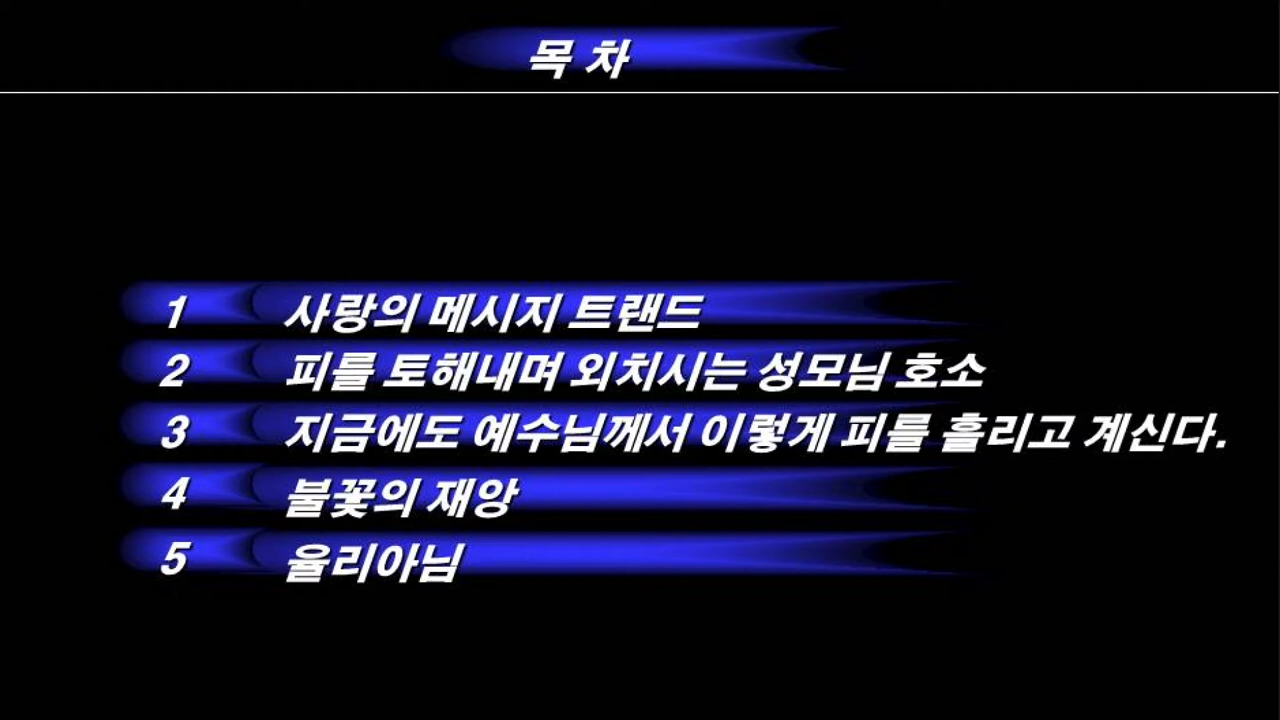 목 차
1 사랑의 메시지 트랜드
2 피를 토해내며 외치시는 성모님 호소
3 지금에도 예수님께서 이렇게 피를 흘리고 계신다.
4 불꽃의 재앙
5 율리아님